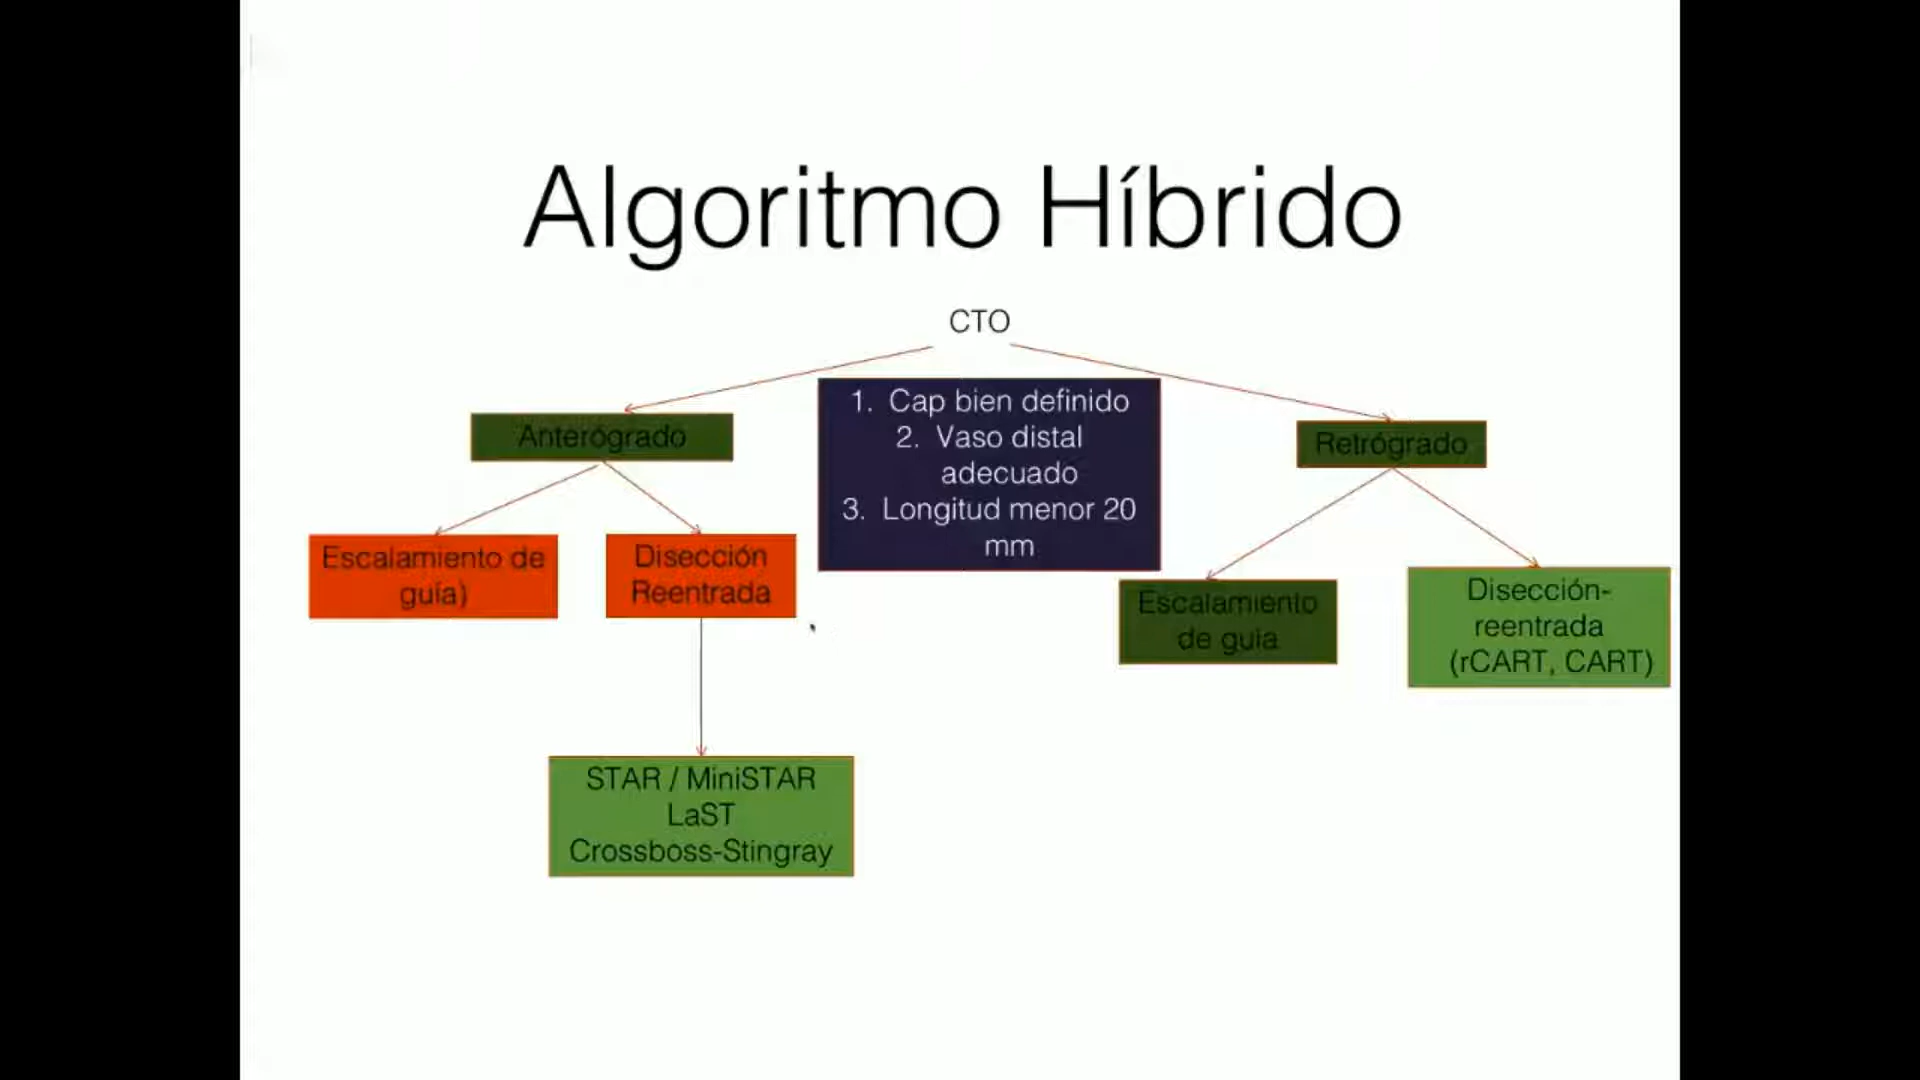 Algoritmo Híbrido
CTO
Anterógrado
1. Cap bien definido
2. Vaso distal
adecuado
3. Longitud menor 20
mm
Retrógrado
Escalamiento de
guía)
Disección
Reentrada
Escalamiento
de guia
Disección-
reentrada
(rCART, CART)
STAR / MiniSTAR
LaST
Crossboss-Stingray